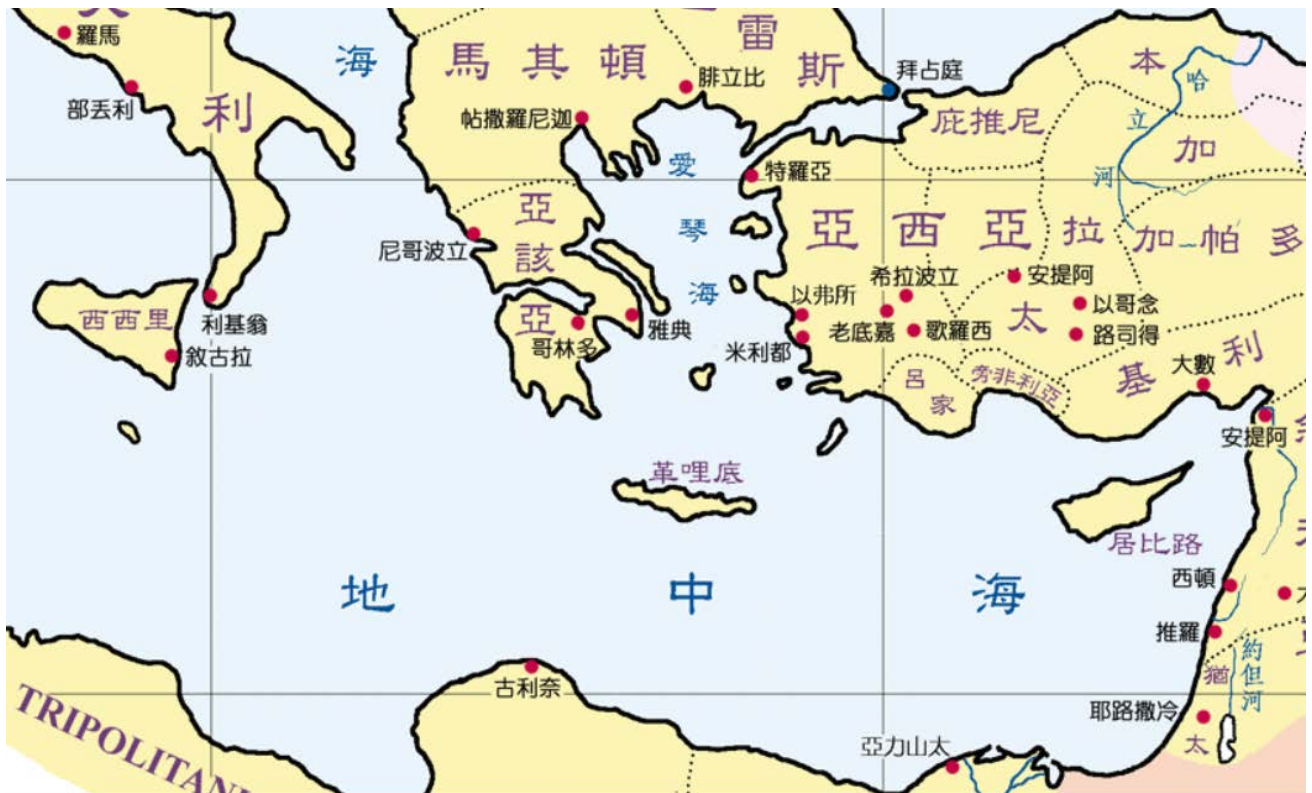 羅馬
部丟利
利
海
馬其頓
雷
斯
腓立比
帖撒羅尼迦
拜占庭
庇推尼
本
哈
立
河
加
愛
琴
海
特羅亞
亞
該
亞
尼哥波立
亞西亞
拉
太
加帕多
安提阿
希拉波立
以弗所
老底嘉
歌羅西
以哥念
路司得
米利都
西西里
利基翁
敘古拉
哥林多
雅典
呂
家
旁非利亞
基
利
大數
安提阿
革哩底
居比路
地中海
西頓
推羅
古利奈
猶
太
約
但
河
耶路撒冷
亞力山太
TRIPOLITAN